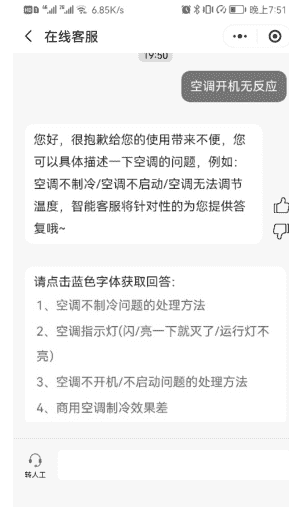 6.85K/s 晚上7:51
在线客服
19:50
空调开机无反应
您好，很抱歉给您的使用带来不便，您
可以具体描述一下空调的问题，例如：
空调不制冷/空调不启动/空调无法调节
温度，智能客服将针对性的为您提供答
复哦~
请点击蓝色字体获取回答：
1、空调不制冷问题的处理方法
2、空调指示灯(闪/亮一下就灭了/运行灯不
亮)
3、空调不开机/不启动问题的处理方法
4、商用空调制冷效果差
转人工